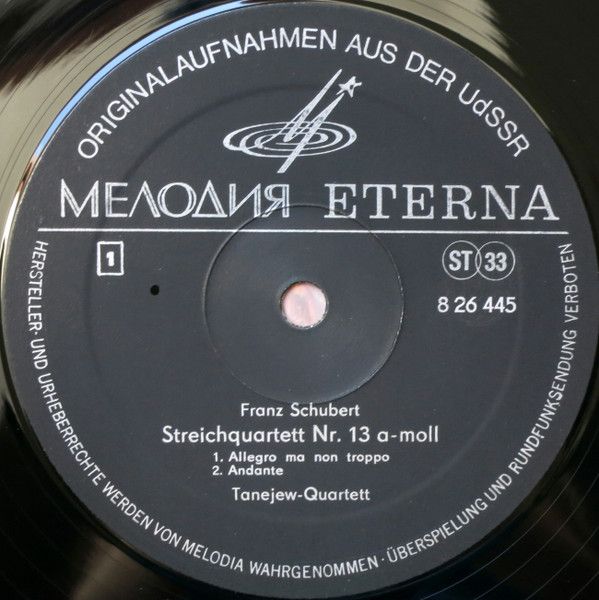 ORIGINALAUFNAHMEN AUS DER UdSSR
МЕЛОДИЯ ETERNA
1
ST 33
8 26 445
Franz Schubert
Streichquartett Nr. 13 a-moll
1. Allegro ma non troppo
2. Andante
Tanejew-Quartett
HERSTELLER- UND URHEBERRECHTE WERDEN VON MELODIA WAHRGENOMMEN · ÜBERSPIELUNG UND RUNDFUNKSENDUNG VERBOTEN